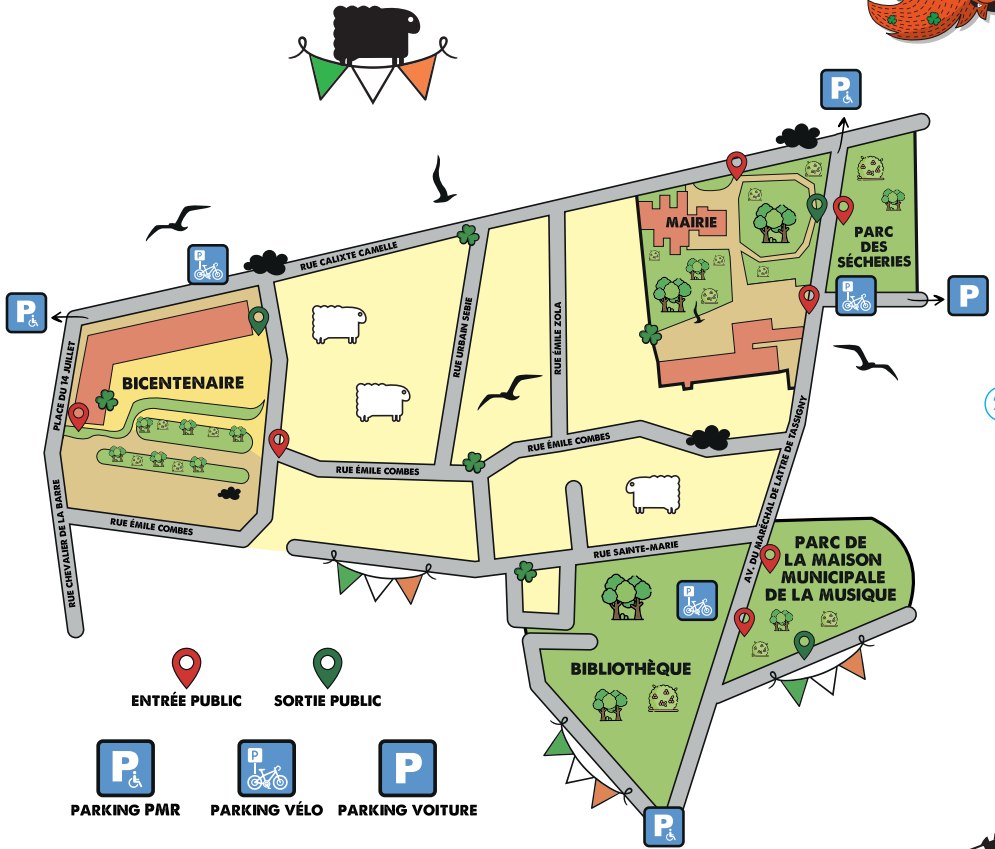 P
MAIRIE
PARC
DES
SÉCHERIES
RUE CALIXTE CAMELLE
P
P
P
P
P
RUE URBAIN SEBIE
RUE ÉMILE ZOLA
PLACE DU 14 JUILLET
BICENTENAIRE
RUE ÉMILE COMBES
RUE ÉMILE COMBES
AV. DU MARÉCHAL DE LATTRE DE TASSIGNY
RUE CHEVALIER DE LA BARRE
RUE ÉMILE COMBES
RUE SAINTE-MARIE
PARC DE
LA MAISON
MUNICIPALE
DE LA MUSIQUE
P
BIBLIOTHÈQUE
ENTRÉE PUBLIC
SORTIE PUBLIC
P
P
P
PARKING PMR
PARKING VÉLO
PARKING VOITURE
P